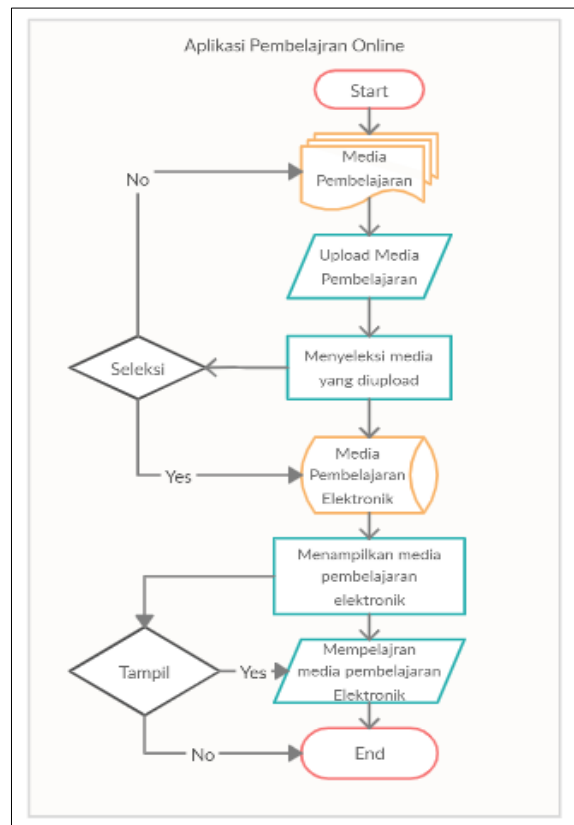 Aplikasi Pembelajran Online
Start
Media
Pembelajaran
No
Upload Media
Pembelajaran
Menyeleksi media
yang diupload
Seleksi
Yes
Media
Pembelajaran
Elektronik
Menampilkan media
pembelajaran
elektronik
Tampil
Yes
Mempelajran
media pembelajaran
Elektronik
No
End